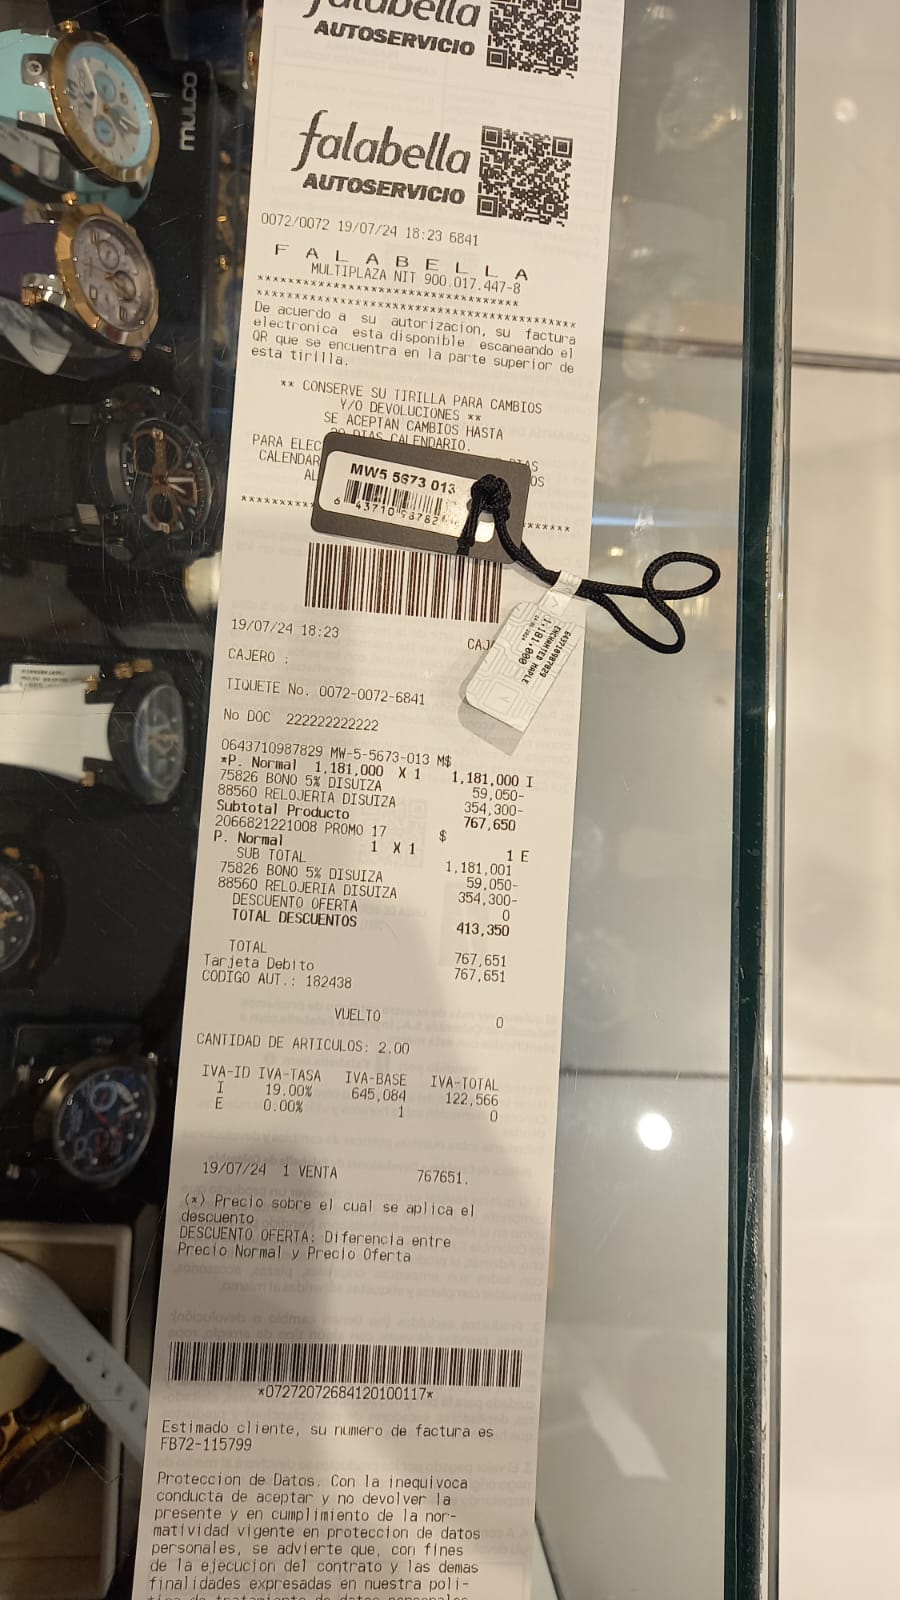 falabella
AUTOSERVICIO
MULCO
falabella
AUTOSERVICIO
0072/0072 19/07/24 18:23 6841
F A L A B E L L A
MULTIPLAZA NIT 900.017.447-8
************************************
************************************
De acuerdo a su autorizacion, su factura
electronica esta disponible escaneando el
QR que se encuentra en la parte superior de
esta tirilla.
** CONSERVE SU TIRILLA PARA CAMBIOS
Y/O DEVOLUCIONES **
SE ACEPTAN CAMBIOS HASTA
DIAS CALENDARIO.
PARA ELEC
CALENDAR
AL
MW5 5673 013
19/07/24 18:23
CAJERO :
TIQUETE No. 0072-0072-6841
No DOC 222222222222
1,181,000
ENCHANTED MAPLE
643710987829
0643710987829 MW-5-5673-013 M$
*P. Normal 1,181,000 X 1 1,181,000 I
75826 BONO 5% DISUIZA 59,050-
88560 RELOJERIA DISUIZA 354,300-
Subtotal Producto 767,650
2066821221008 PROMO 17 $
P. Normal 1 X 1 1 E
SUB TOTAL 1,181,001
75826 BONO 5% DISUIZA 59,050-
88560 RELOJERIA DISUIZA 354,300-
DESCUENTO OFERTA 0
TOTAL DESCUENTOS 413,350
TOTAL 767,651
Tarjeta Debito 767,651
CODIGO AUT.: 182438
VUELTO 0
CANTIDAD DE ARTICULOS: 2.00
IVA-ID IVA-TASA IVA-BASE IVA-TOTAL
I 19.00% 645,084 122,566
E 0.00% 1 0
19/07/24 1 VENTA 767651.
(*) Precio sobre el cual se aplica el
descuento
DESCUENTO OFERTA: Diferencia entre
Precio Normal y Precio Oferta
*07272072684120100117*
Estimado cliente, su numero de factura es
FB72-115799
Proteccion de Datos. Con la inequivoca
conducta de aceptar y no devolver la
presente y en cumplimiento de la nor-
matividad vigente en proteccion de datos
personales, se advierte que, con fines
de la ejecucion del contrato y las demas
finalidades expresadas en nuestra poli-